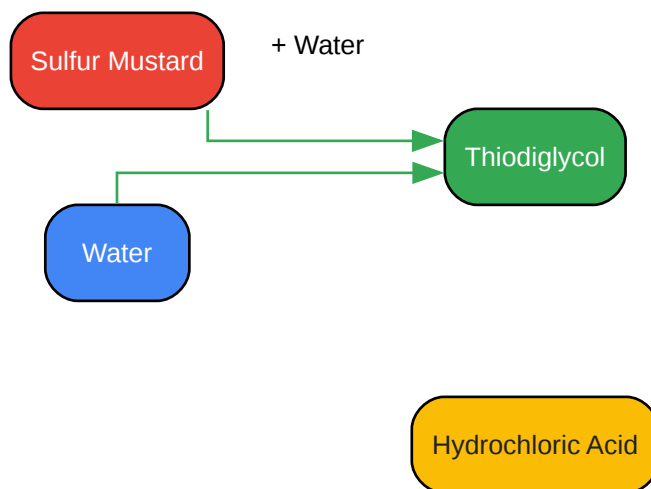 Sulfur Mustard
+ Water
Thiodiglycol
Water
Hydrochloric Acid